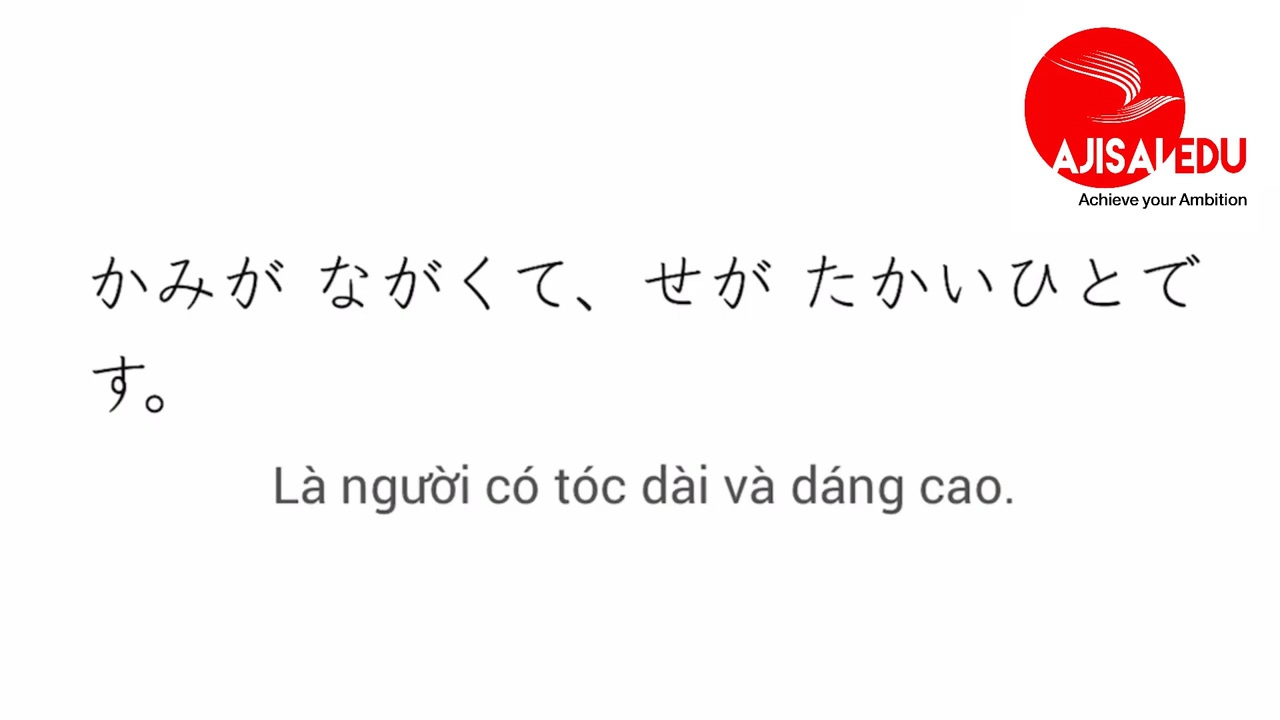 AJISAI EDU
Achieve your Ambition
かみが ながくて、せが たかいひとで
す。
Là người có tóc dài và dáng cao.